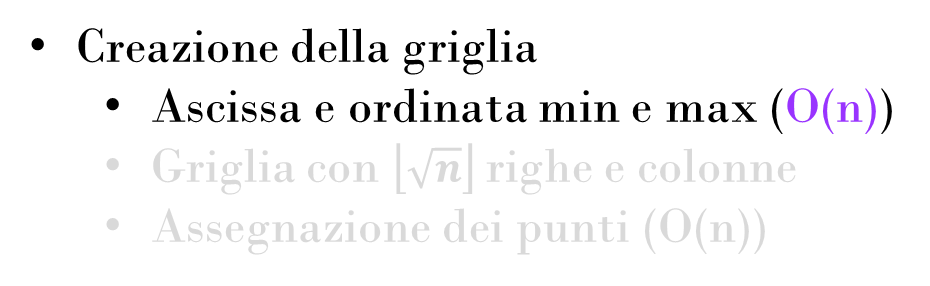 • Creazione della griglia
• Ascissa e ordinata min e max (O(n))
• Griglia con ⌊√n⌋ righe e colonne
• Assegnazione dei punti (O(n))